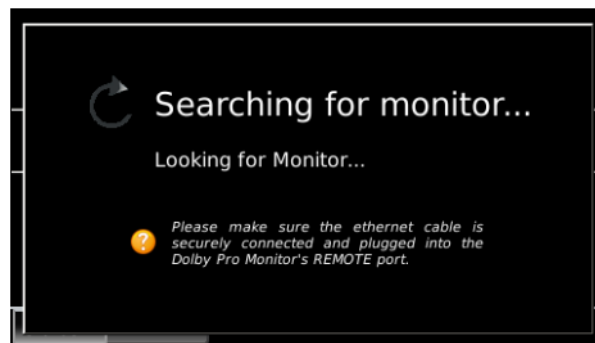 Searching for monitor...
Looking for Monitor...
Please make sure the ethernet cable is
securely connected and plugged into the
Dolby Pro Monitor's REMOTE port.